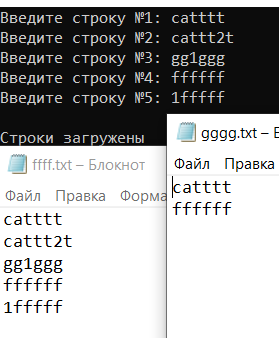 Введите строку №1: catttt
Введите строку №2: cattt2t
Введите строку №3: gg1ggg
Введите строку №4: ffffff
Введите строку №5: 1fffff
Строки загружены
ffff.txt – Блокнот
Файл Правка Форма
catttt
cattt2t
gg1ggg
ffffff
1fffff
gggg.txt – Б
Файл Правка
catttt
ffffff